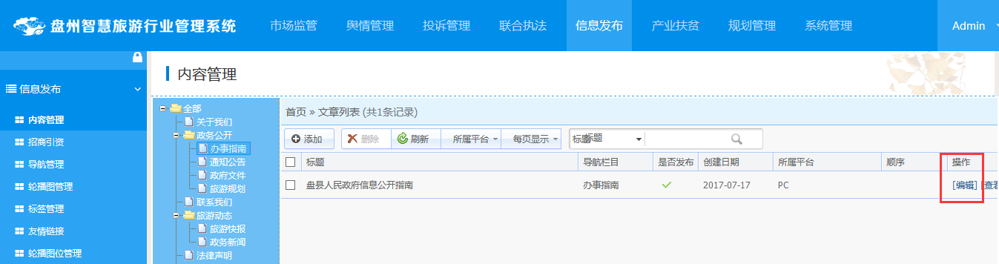 盘州智慧旅游行业管理系统 市场监管 舆情管理 投诉管理 联合执法 信息发布 产业扶贫 规划管理 系统管理 Admin
信息发布
内容管理
招商引资
导航管理
轮播图管理
标签管理
友情链接
轮播图位管理
内容管理
全部
关于我们
政务公开
办事指南
通知公告
政府文件
旅游规划
联系我们
旅游动态
旅游快报
政务新闻
法律声明
首页 » 文章列表 (共1条记录)
添加 删除 刷新 所属平台 每页显示 标题 标题
标题 导航栏目 是否发布 创建日期 所属平台 顺序 操作
盘县人民政府信息公开指南 办事指南 2017-07-17 PC [编辑] [查看